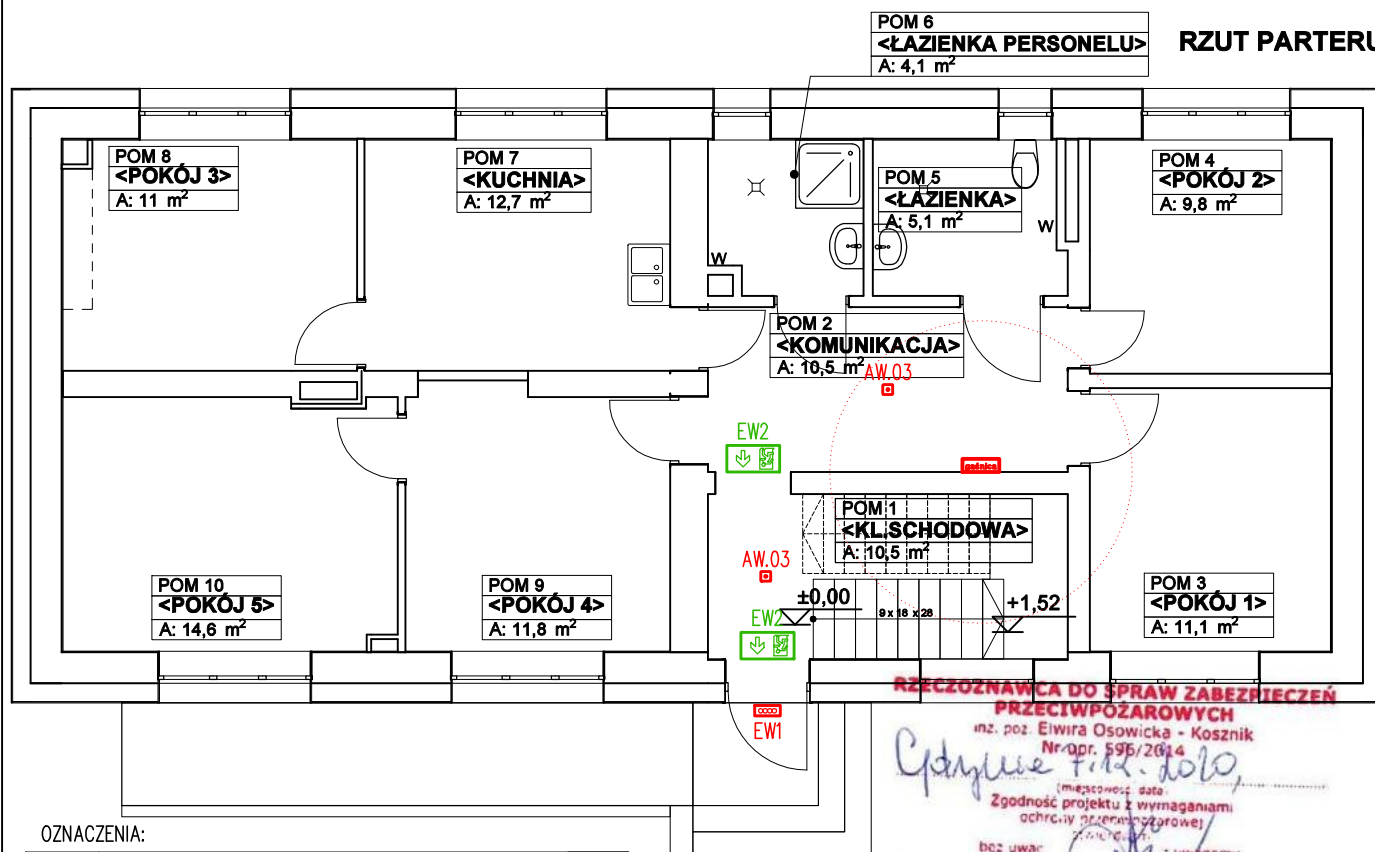 POM 6
<ŁAZIENKA PERSONELU>
A: 4,1 m²
RZUT PARTERU
POM 8
<POKÓJ 3>
A: 11 m²
POM 7
<KUCHNIA>
A: 12,7 m²
POM 5
<ŁAZIENKA>
A: 5,1 m²
POM 4
<POKÓJ 2>
A: 9,8 m²
W
W
POM 2
<KOMUNIKACJA>
A: 10,5 m²
AW.03
EW2
gaśnica
POM 1
<KL.SCHODOWA>
A: 10,5 m²
AW.03
±0,00
9 x 18 x 28
+1,52
EW2
POM 10
<POKÓJ 5>
A: 14,6 m²
POM 9
<POKÓJ 4>
A: 11,8 m²
POM 3
<POKÓJ 1>
A: 11,1 m²
EW1
RZECZOZNAWCA DO SPRAW ZABEZPIECZEŃ
PRZECIWPOŻAROWYCH
inż. poż. Elwira Osowicka - Kosznik
Nr upr. 596/2014
7.12.2020
(miejscowość, data
Zgodność projektu z wymaganiami
ochrony przeciwpożarowej
bez uwag
OZNACZENIA: